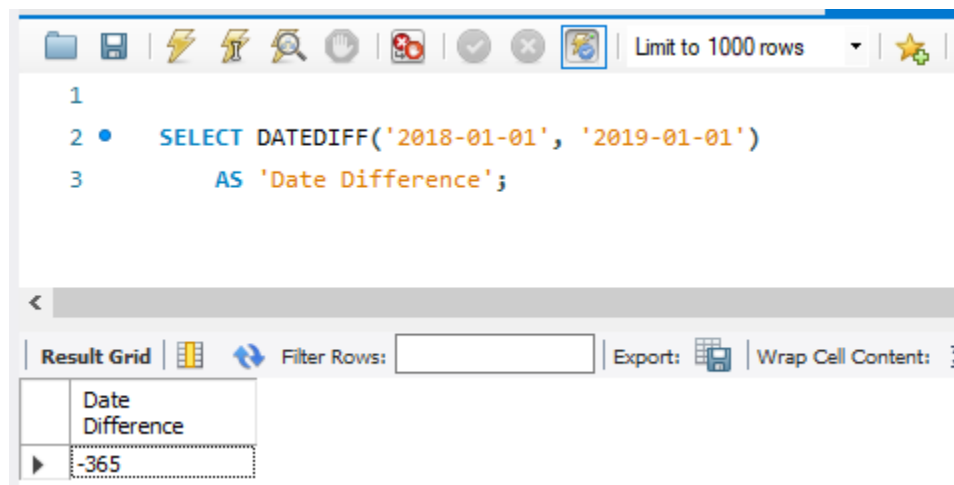 Limit to 1000 rows
1
2 SELECT DATEDIFF('2018-01-01', '2019-01-01')
3 AS 'Date Difference';
<
Result Grid Filter Rows: Export: Wrap Cell Content:
Date
Difference
-365